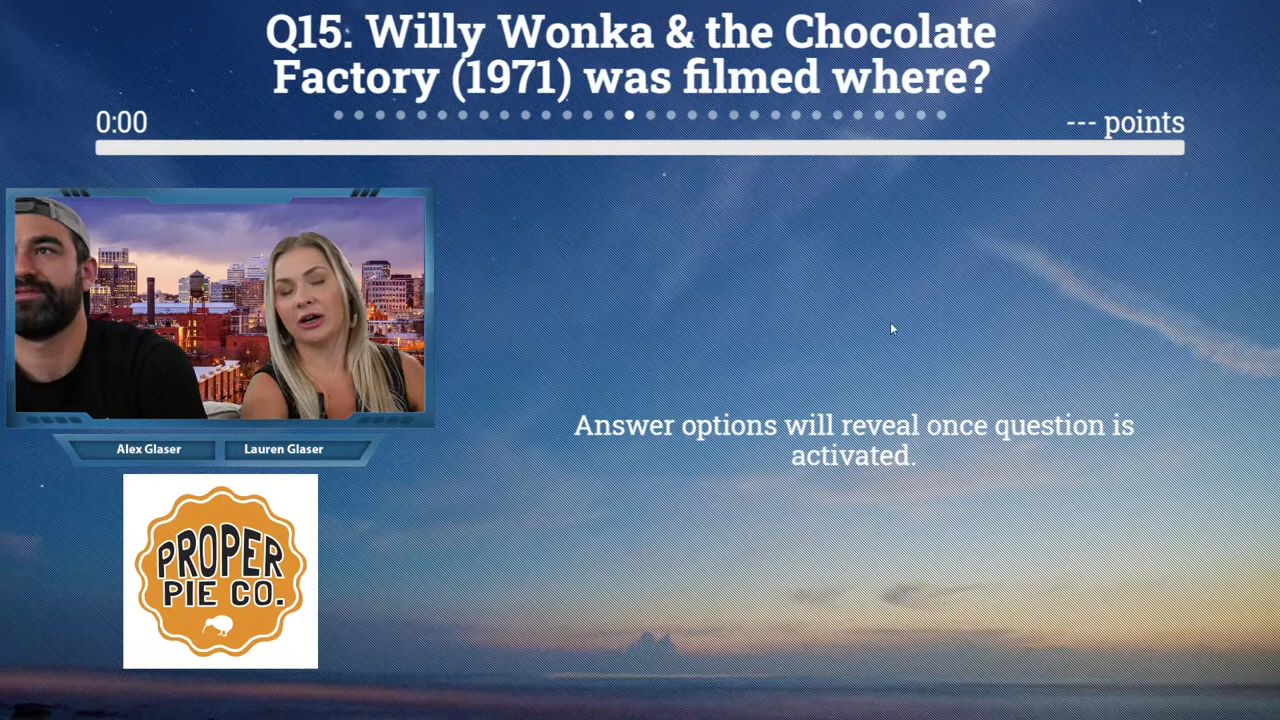 Q15. Willy Wonka & the Chocolate
Factory (1971) was filmed where?
0:00
--- points
Answer options will reveal once question is
activated.
Alex Glaser
Lauren Glaser
PROPER
PIE CO.